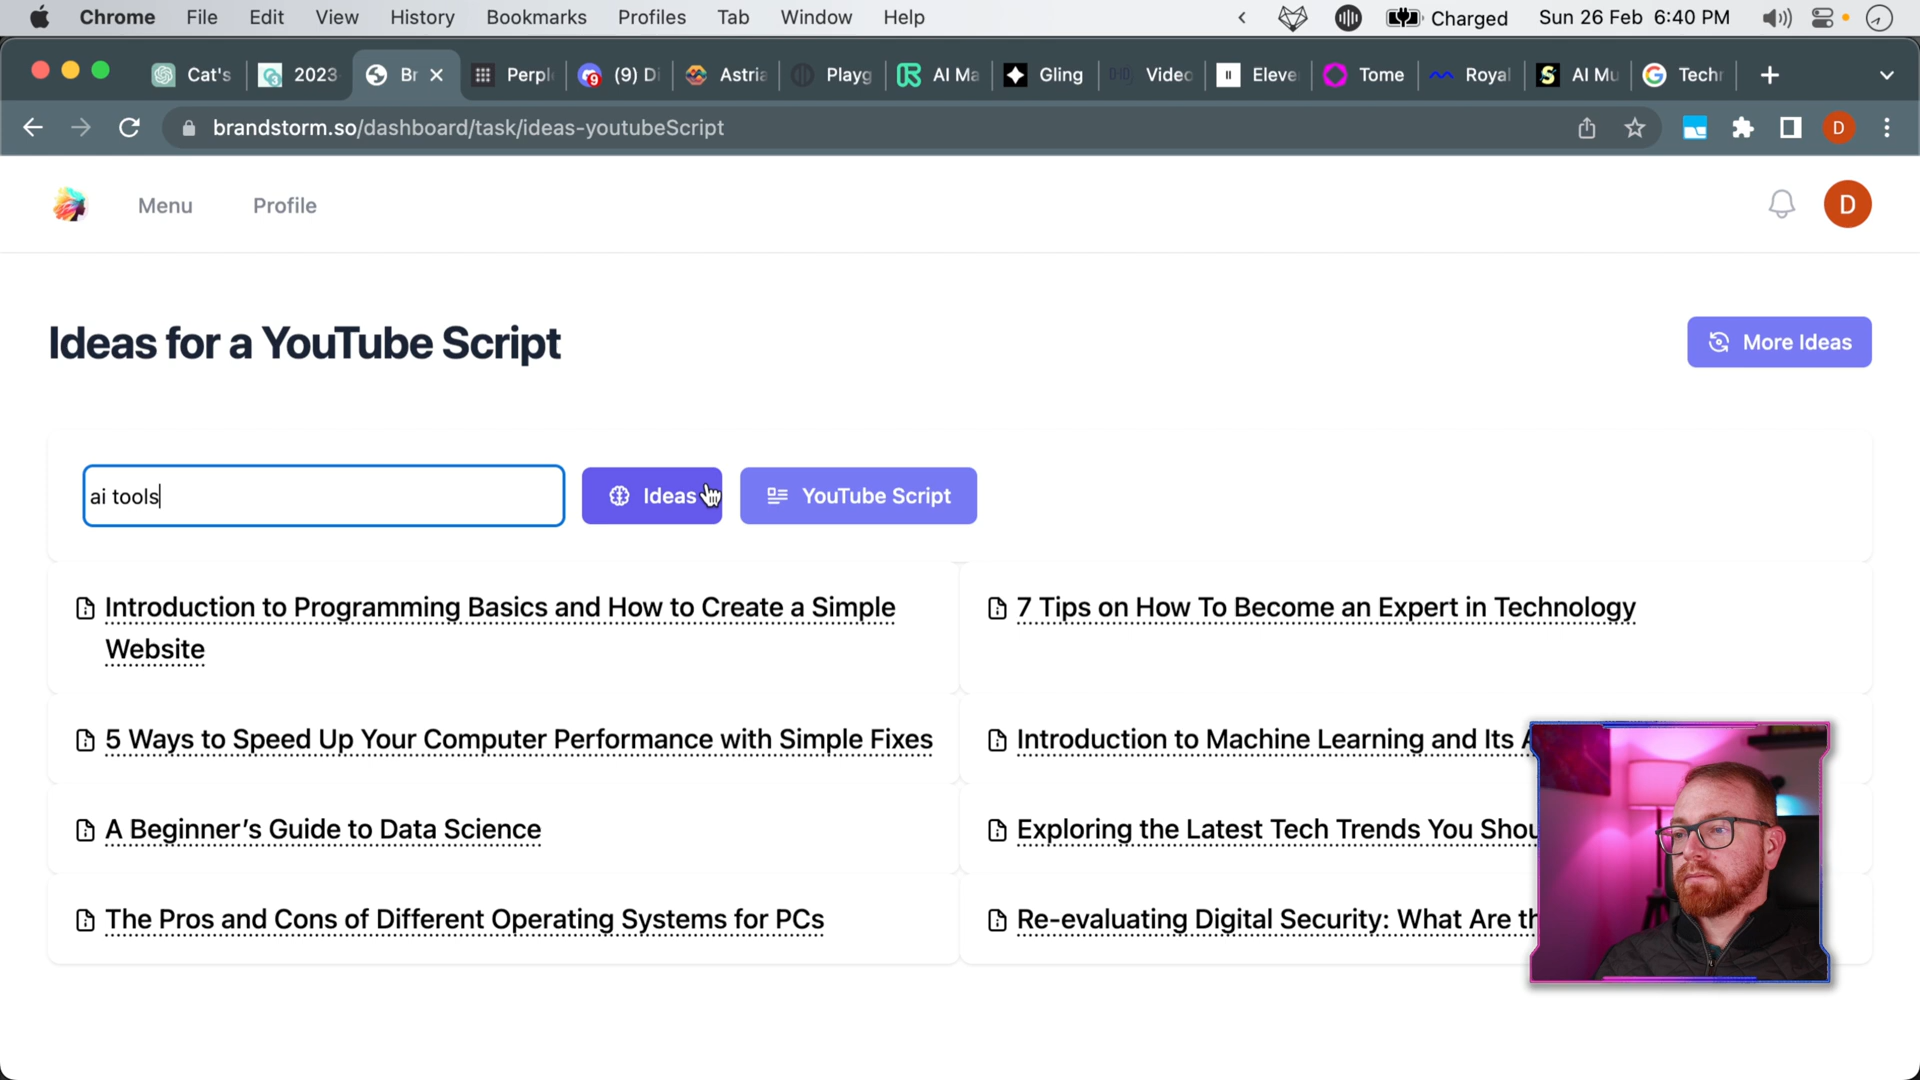 Chrome File Edit View History Bookmarks Profiles Tab Window Help Charged Sun 26 Feb 6:40 PM
Cat's 2023 Br Perpl (9) Di Astria Playg AI Ma Gling Video Eleve Tome Royal AI Mu Techn
brandstorm.so/dashboard/task/ideas-youtubeScript D
Menu Profile D
Ideas for a YouTube Script More Ideas
ai tools Ideas YouTube Script
Introduction to Programming Basics and How to Create a Simple
Website
7 Tips on How To Become an Expert in Technology
5 Ways to Speed Up Your Computer Performance with Simple Fixes
Introduction to Machine Learning and Its
A Beginner's Guide to Data Science
Exploring the Latest Tech Trends You Shou
The Pros and Cons of Different Operating Systems for PCs
Re-evaluating Digital Security: What Are th